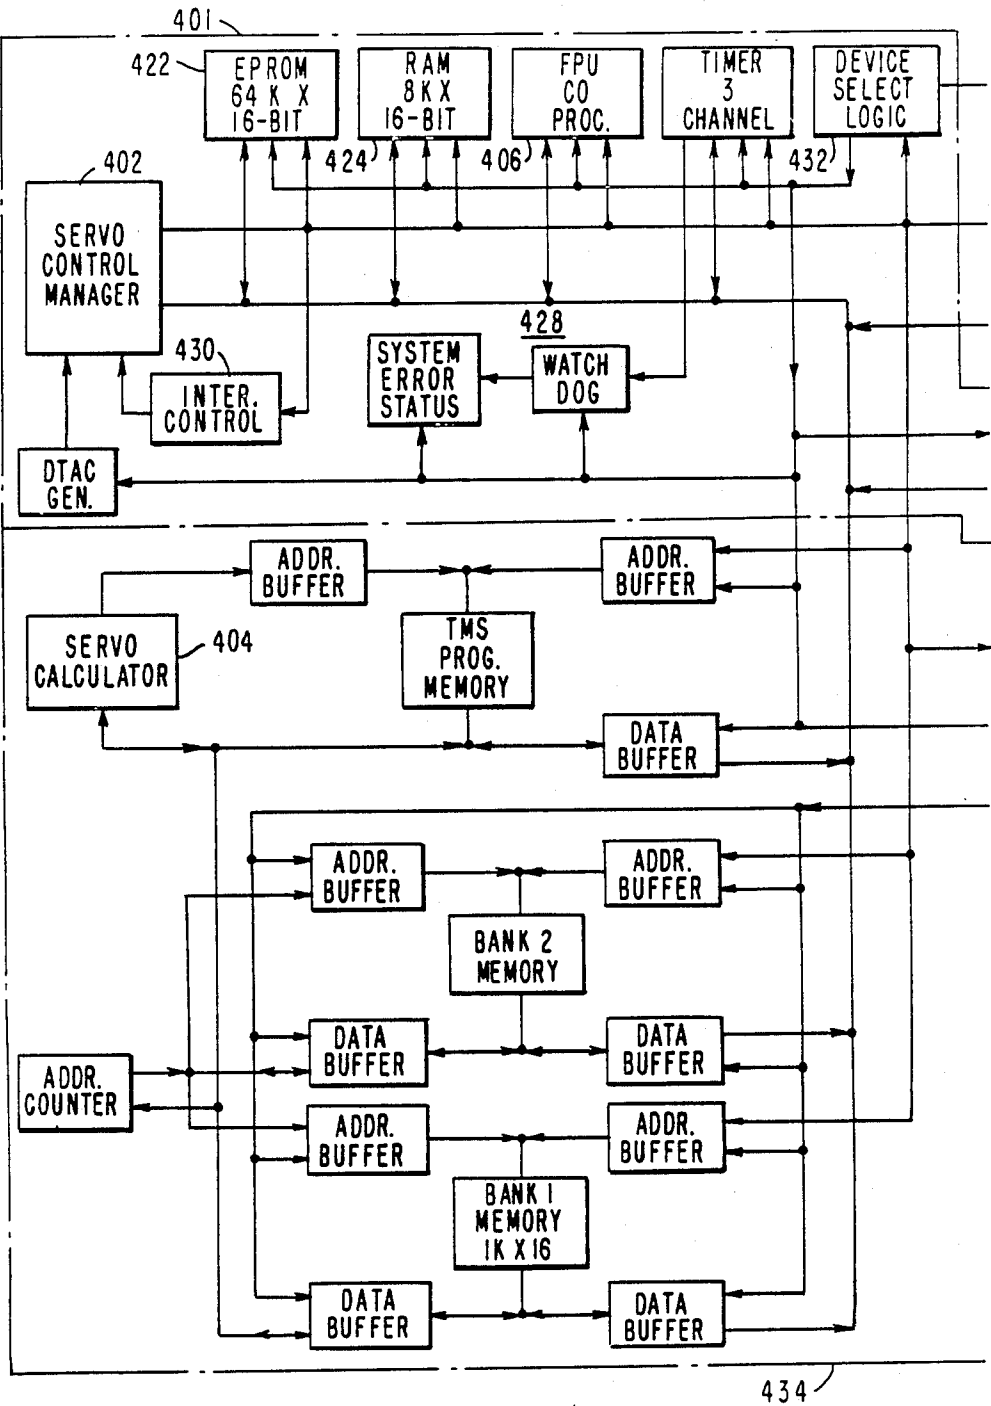 401
422
EPROM
64 K X
16-BIT
RAM
8K X
16-BIT
424
FPU
CO
PROC.
406
TIMER
3
CHANNEL
DEVICE
SELECT
LOGIC
432
402
SERVO
CONTROL
MANAGER
428
430
INTER.
CONTROL
SYSTEM
ERROR
STATUS
WATCH
DOG
DTAC
GEN.
ADDR.
BUFFER
ADDR.
BUFFER
SERVO
CALCULATOR
404
TMS
PROG.
MEMORY
DATA
BUFFER
ADDR.
BUFFER
ADDR.
BUFFER
BANK 2
MEMORY
DATA
BUFFER
DATA
BUFFER
ADDR.
COUNTER
ADDR.
BUFFER
ADDR.
BUFFER
BANK 1
MEMORY
1K X 16
DATA
BUFFER
DATA
BUFFER
434